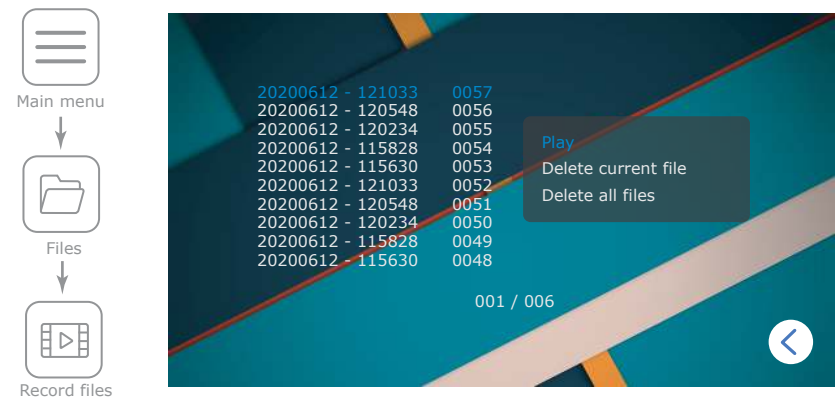 Main menu
Files
Record files
20200612 - 121033 0057
20200612 - 120548 0056
20200612 - 120234 0055
20200612 - 115828 0054
20200612 - 115630 0053
20200612 - 121033 0052
20200612 - 120548 0051
20200612 - 120234 0050
20200612 - 115828 0049
20200612 - 115630 0048
Play
Delete current file
Delete all files
001 / 006